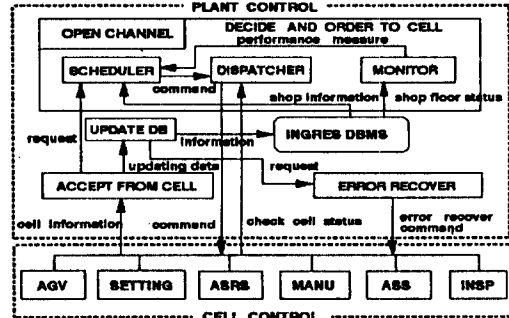 PLANT CONTROL
OPEN CHANNEL
DECIDE AND ORDER TO CELL
performance measure
SCHEDULER
DISPATCHER
MONITOR
command
shop information
shop floor status
request
UPDATE DB
information
INGRES DBMS
updating data
request
ACCEPT FROM CELL
ERROR RECOVER
cell information
command
check cell status
error recover
command
AGV
SETTING
ASRS
MANU
ASS
INSP
CELL CONTROL